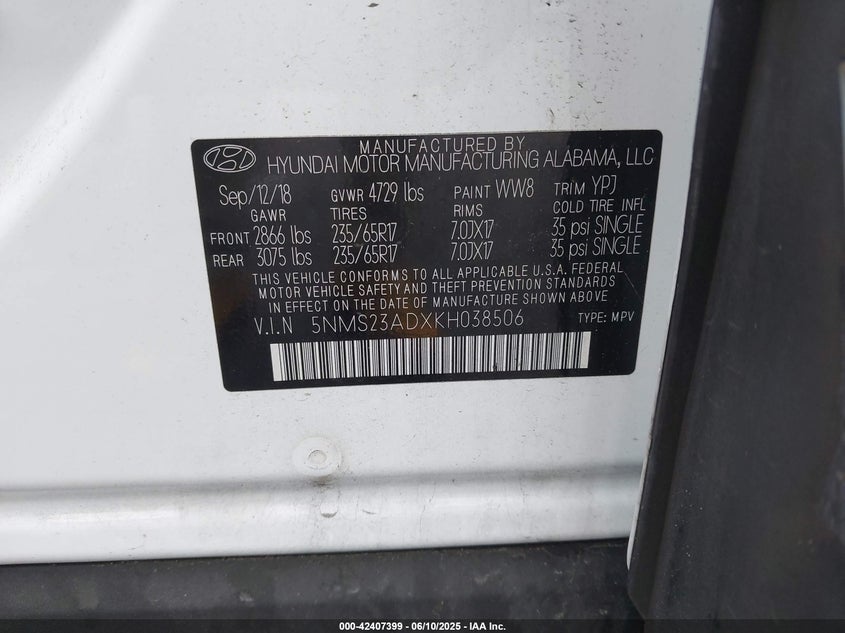 MANUFACTURED BY
HYUNDAI MOTOR MANUFACTURING ALABAMA, LLC
Sep/12/18 GVWR 4729 lbs PAINT WW8 TRIM YPJ
GAWR TIRES RIMS COLD TIRE INFL
FRONT 2866 lbs 235/65R17 7.0JX17 35 psi SINGLE
REAR 3075 lbs 235/65R17 7.0JX17 35 psi SINGLE
THIS VEHICLE CONFORMS TO ALL APPLICABLE U.S.A. FEDERAL
MOTOR VEHICLE SAFETY AND THEFT PREVENTION STANDARDS
IN EFFECT ON THE DATE OF MANUFACTURE SHOWN ABOVE
V.I.N 5NMS23ADXKH038506 TYPE: MPV
000-42407399 - 06/10/2025 - IAA Inc.